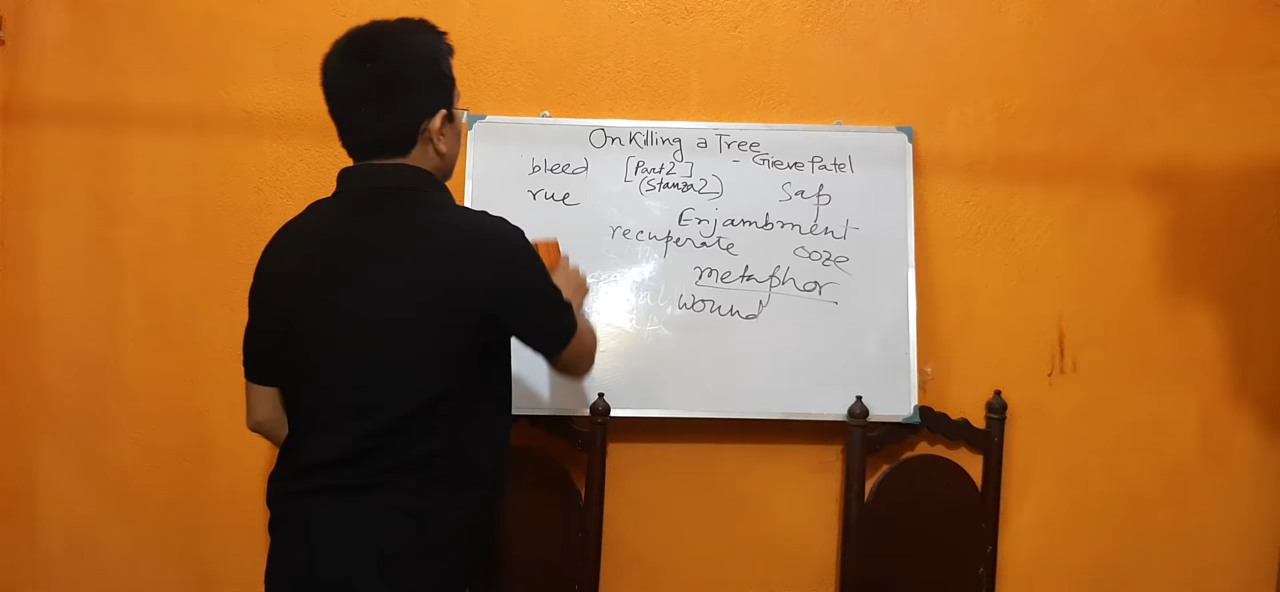 On Killing a Tree
- Gieve Patel
bleed [Part 2] Sap
rue (Stanza 2)
Enjambment
recuperate ooze
metaphor
wound